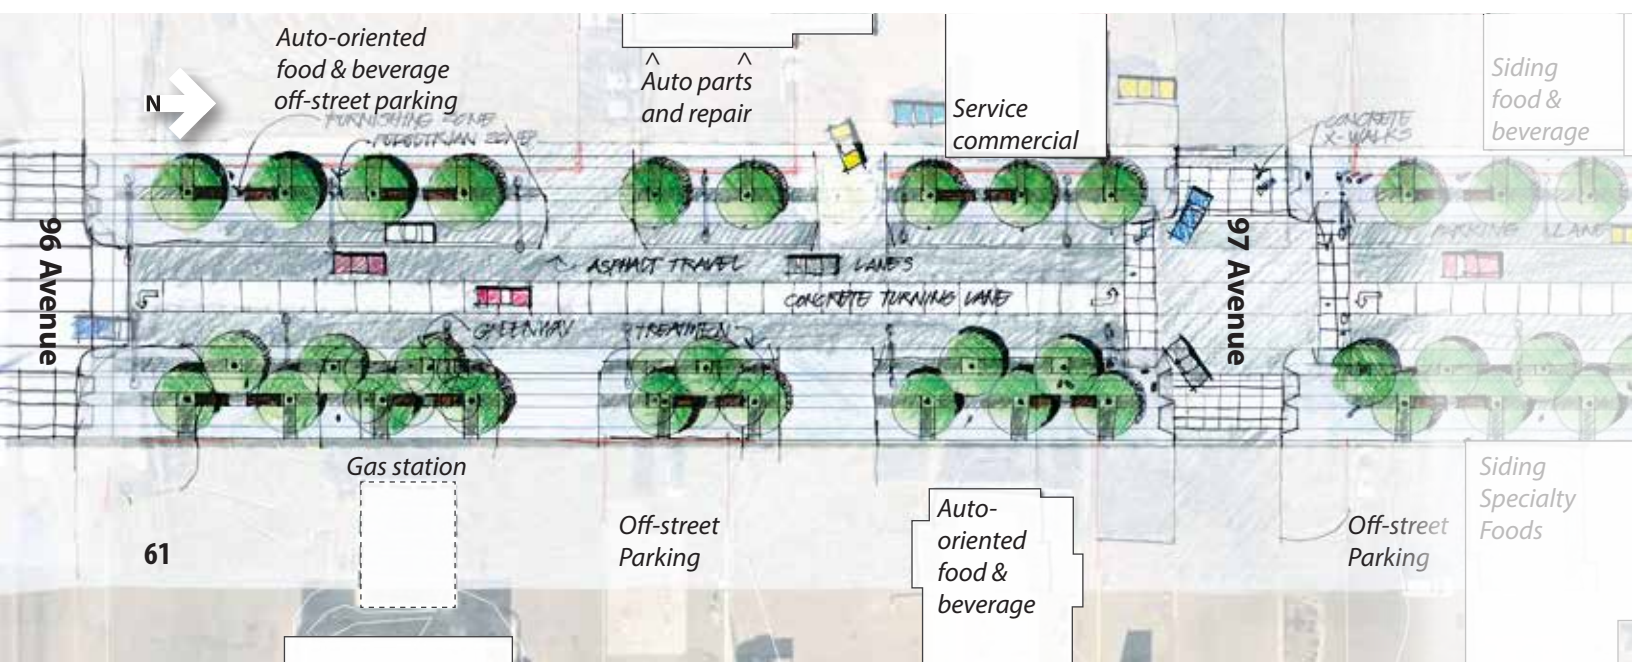 Auto-oriented
food & beverage
off-street parking
N
FURNISHING ZONE
PEDESTRIAN ZONE
^ ^
Auto parts
and repair
Service
commercial
CONCRETE
X-WALKS
Siding
food &
beverage
96 Avenue
97 Avenue
PARKING LANE
ASPHALT TRAVEL LANES
CONCRETE TURNING LANE
GREENWAY TREATMENT
Gas station
61
Off-street
Parking
Auto-
oriented
food &
beverage
Off-street
Parking
Siding
Specialty
Foods